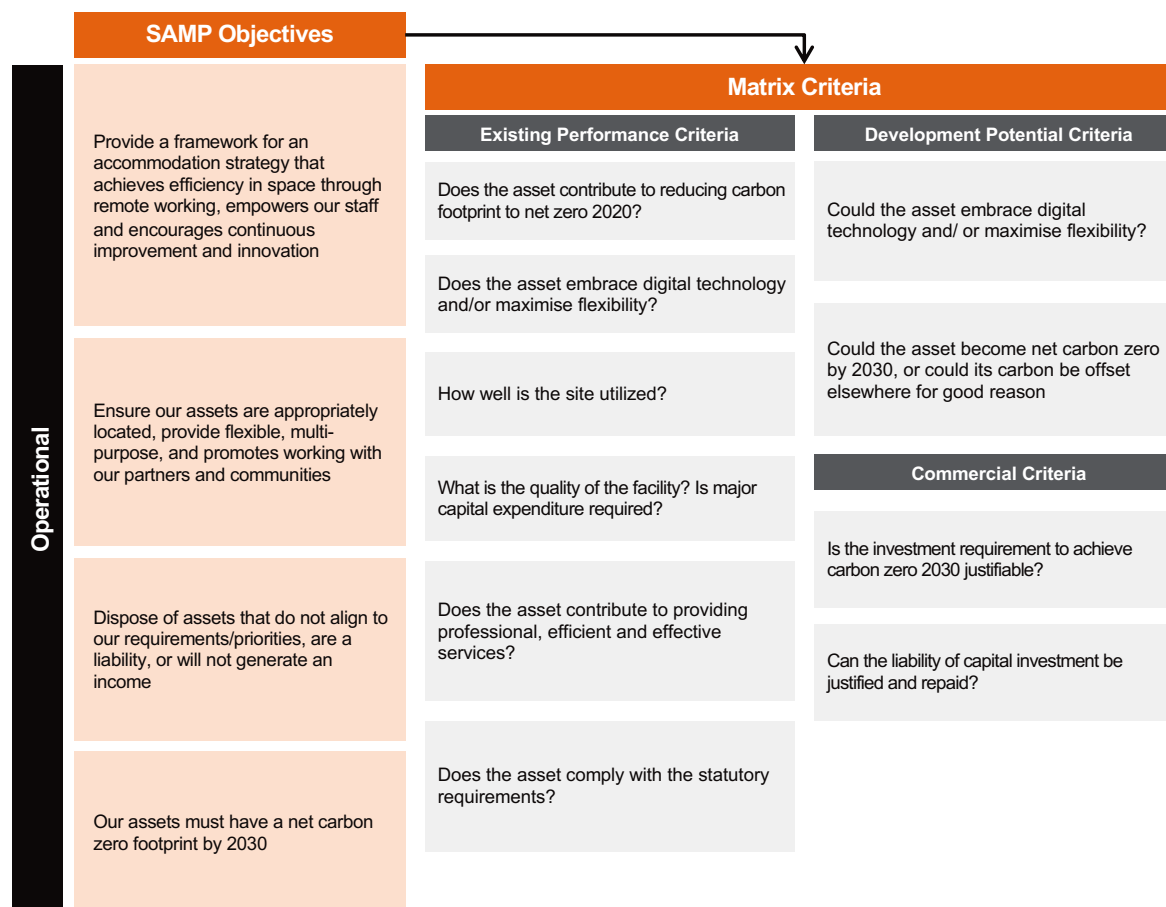 SAMP Objectives
Operational
Provide a framework for an
accommodation strategy that
achieves efficiency in space through
remote working, empowers our staff
and encourages continuous
improvement and innovation
Ensure our assets are appropriately
located, provide flexible, multi-
purpose, and promotes working with
our partners and communities
Dispose of assets that do not align to
our requirements/priorities, are a
liability, or will not generate an
income
Our assets must have a net carbon
zero footprint by 2030
Matrix Criteria
Existing Performance Criteria
Does the asset contribute to reducing carbon
footprint to net zero 2020?
Does the asset embrace digital technology
and/or maximise flexibility?
How well is the site utilized?
What is the quality of the facility? Is major
capital expenditure required?
Does the asset contribute to providing
professional, efficient and effective
services?
Does the asset comply with the statutory
requirements?
Development Potential Criteria
Could the asset embrace digital
technology and/ or maximise flexibility?
Could the asset become net carbon zero
by 2030, or could its carbon be offset
elsewhere for good reason
Commercial Criteria
Is the investment requirement to achieve
carbon zero 2030 justifiable?
Can the liability of capital investment be
justified and repaid?